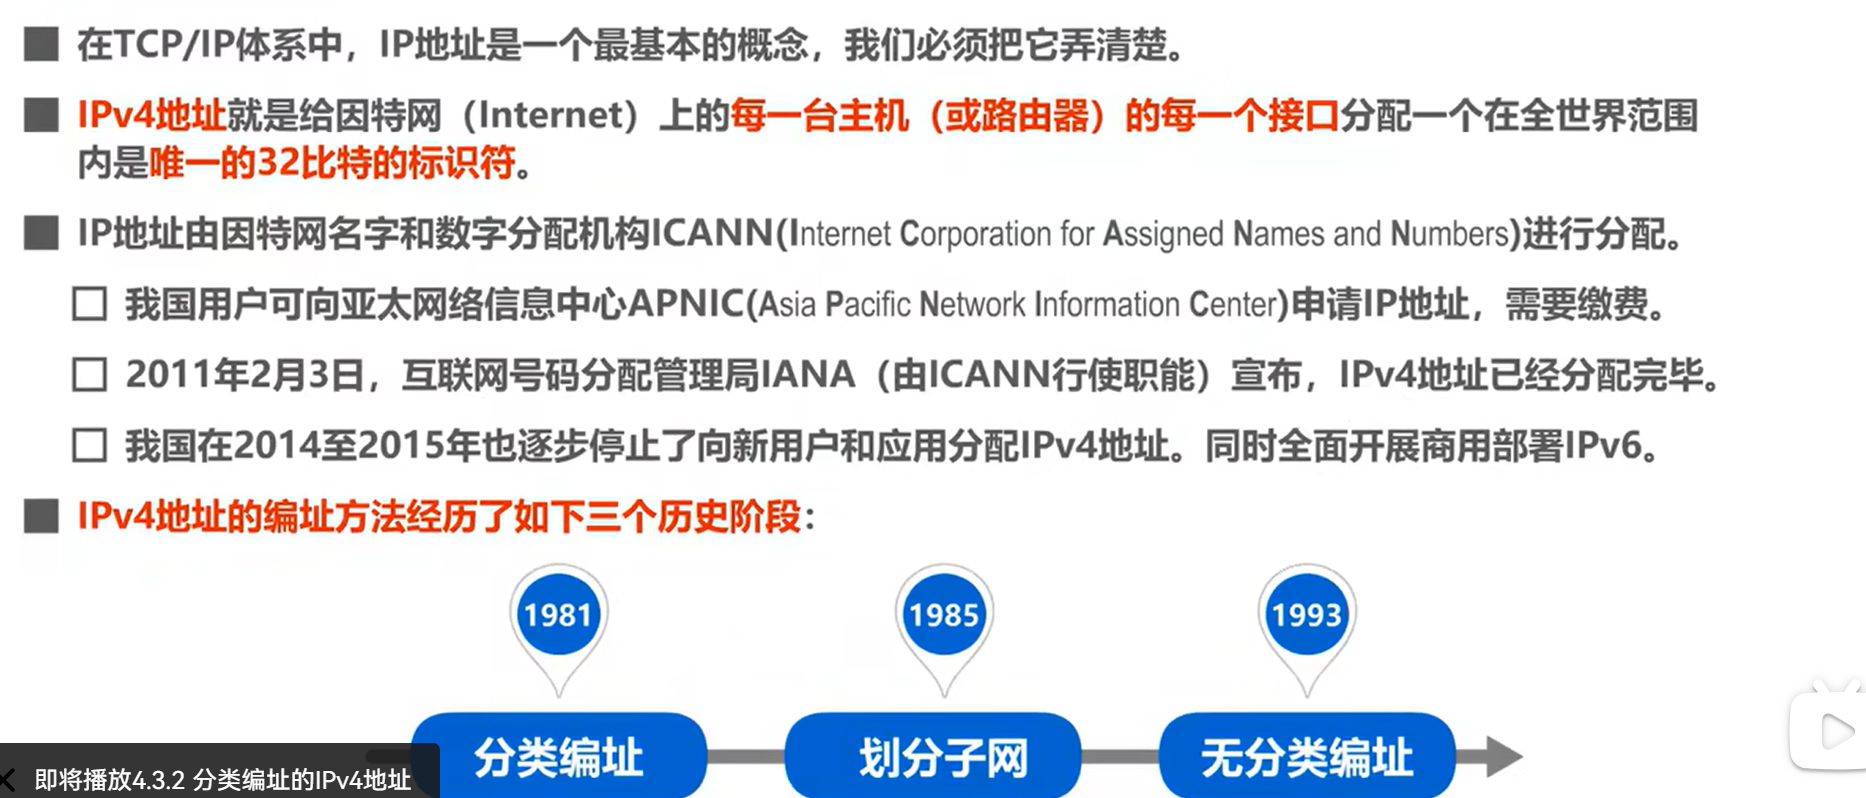 在TCP/IP体系中，IP地址是一个最基本的概念，我们必须把它弄清楚。
IPv4地址就是给因特网（Internet）上的每一台主机（或路由器）的每一个接口分配一个在全世界范围
内是唯一的32比特的标识符。
IP地址由因特网名字和数字分配机构ICANN(Internet Corporation for Assigned Names and Numbers)进行分配。
我国用户可向亚太网络信息中心APNIC(Asia Pacific Network Information Center)申请IP地址，需要缴费。
2011年2月3日，互联网号码分配管理局IANA（由ICANN行使职能）宣布，IPv4地址已经分配完毕。
我国在2014至2015年也逐步停止了向新用户和应用分配IPv4地址。同时全面开展商用部署IPv6。
IPv4地址的编址方法经历了如下三个历史阶段：
1981 1985 1993
分类编址 划分子网 无分类编址
即将播放4.3.2 分类编址的IPv4地址